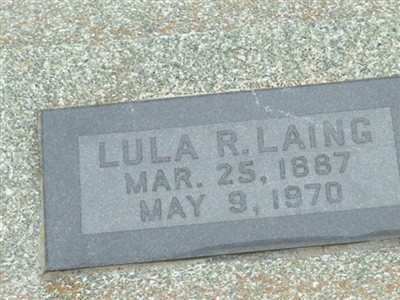 LULA R. LAING
MAR. 25, 1887
MAY 9, 1970